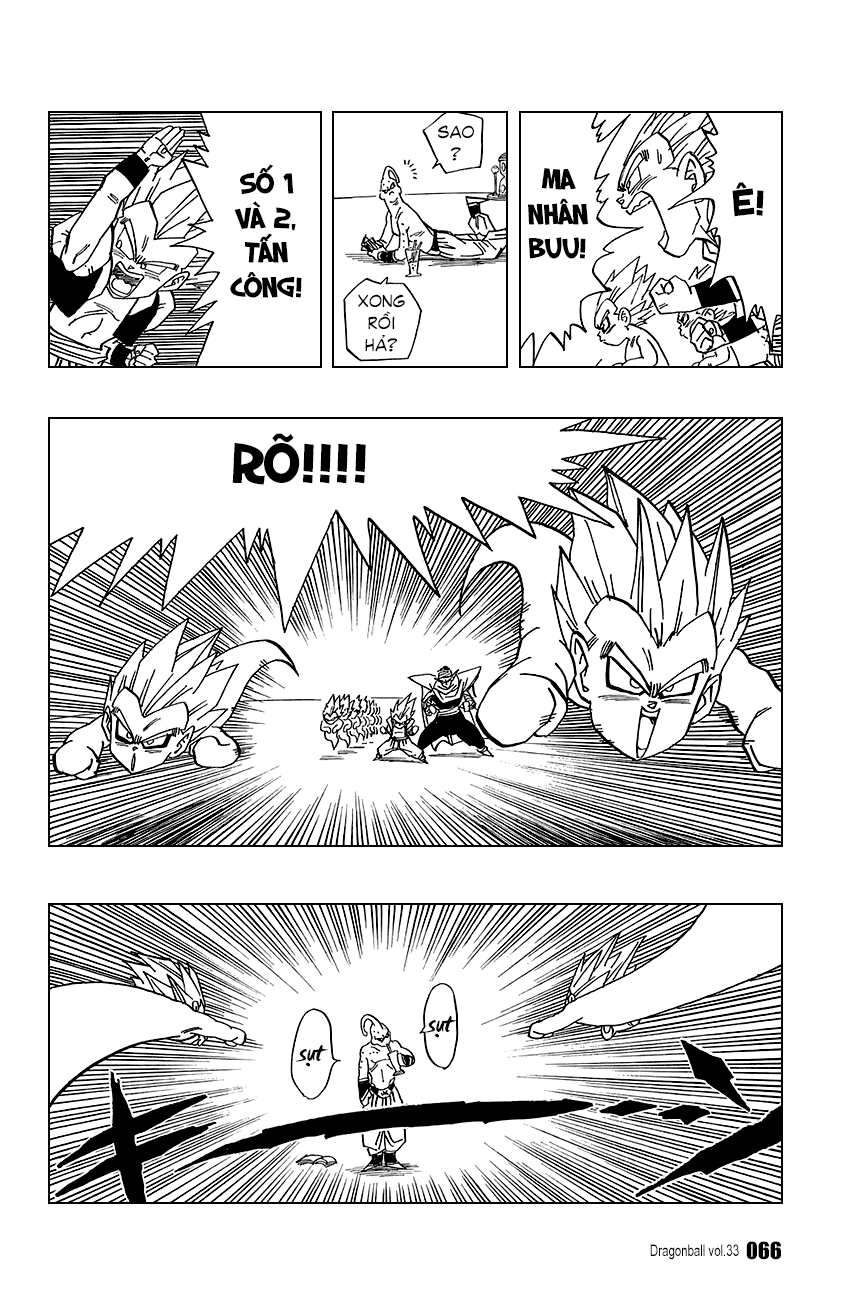 Ê!
MA
NHÂN
BUU!
SAO
?
XONG
RỒI
HẢ?
SỐ 1
VÀ 2,
TẤN
CÔNG!
RÕ!!!!
sụt
sụt
Dragonball vol.33 066